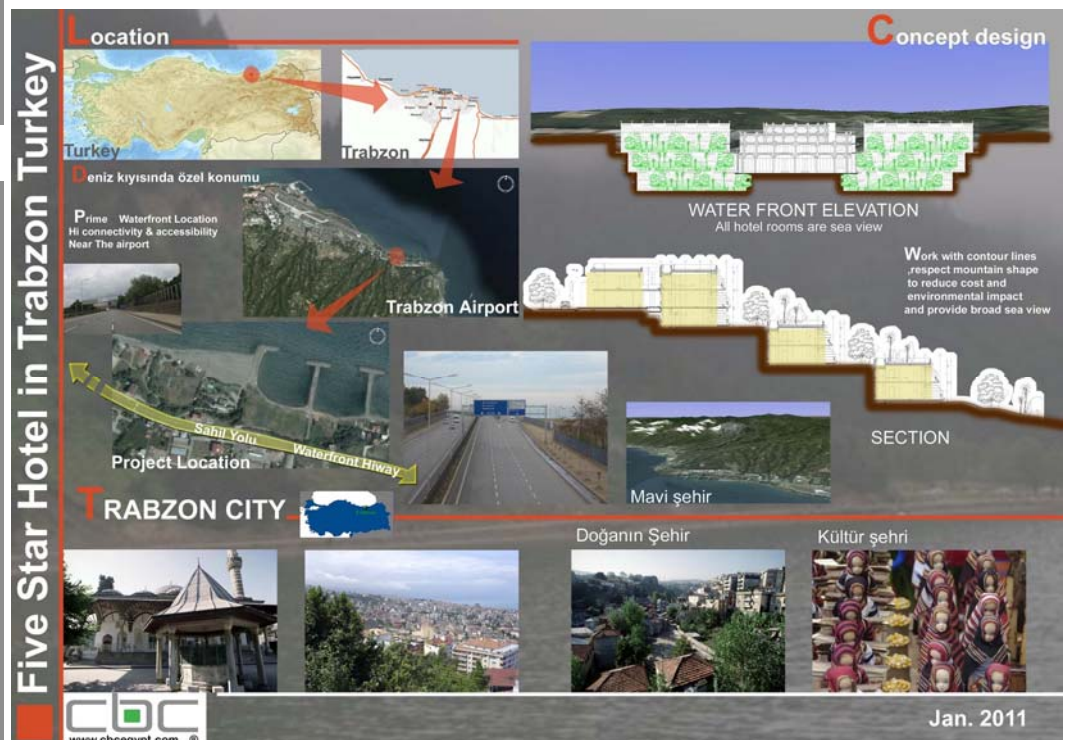 Five Star Hotel in Trabzon Turkey
Location
Turkey
Trabzon
Deniz kıyısında özel konumu
Prime Waterfront Location
Hi connectivity & accessibility
Near The airport
Trabzon Airport
Sahil Yolu
Waterfront Hiway
Project Location
Concept design
WATER FRONT ELEVATION
All hotel rooms are sea view
Work with contour lines
,respect mountain shape
to reduce cost and
environmental impact
and provide broad sea view
SECTION
Mavi şehir
TRABZON CITY
Doğanın Şehir
Kültür şehri
cbc
www.cbcegypt.com ®
Jan. 2011